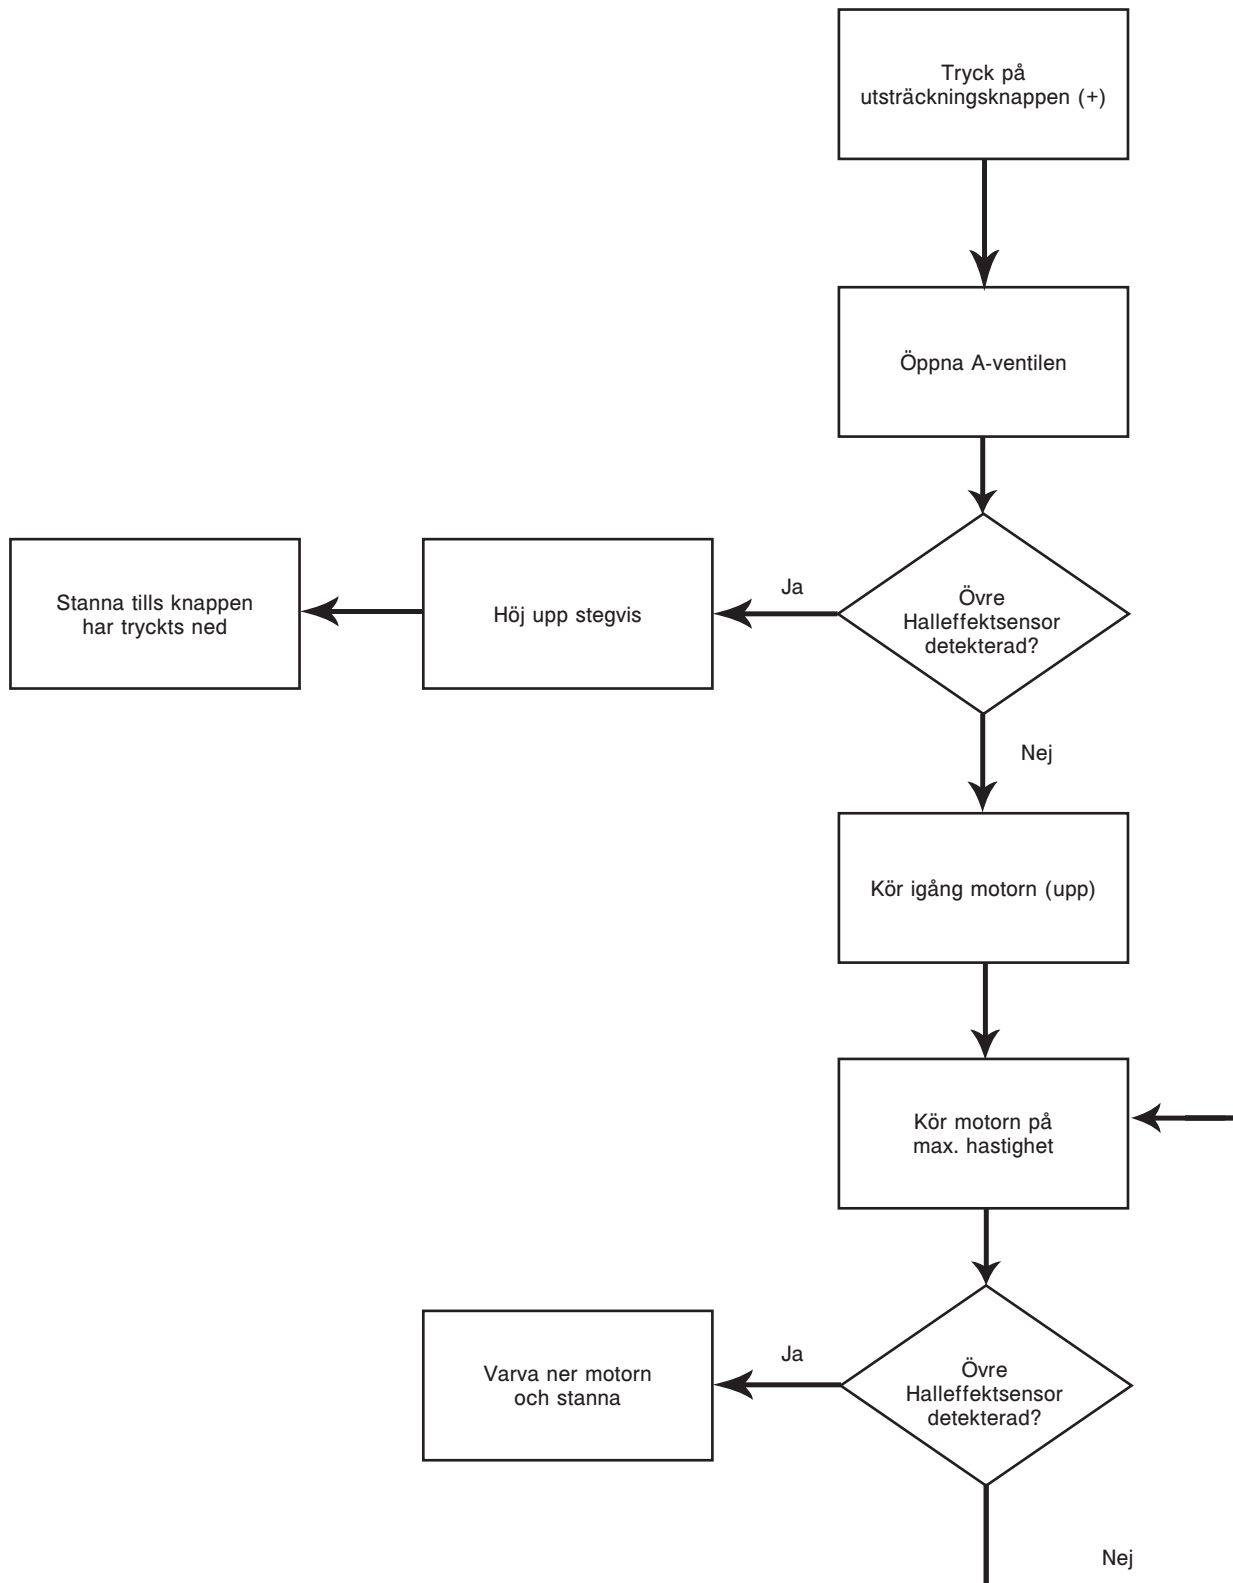 Tryck på
utsträckningsknappen (+)
Öppna A-ventilen
Stanna tills knappen
har tryckts ned
Höj upp stegvis
Ja
Övre
Halleffektsensor
detekterad?
Nej
Kör igång motorn (upp)
Kör motorn på
max. hastighet
Varva ner motorn
och stanna
Ja
Övre
Halleffektsensor
detekterad?
Nej